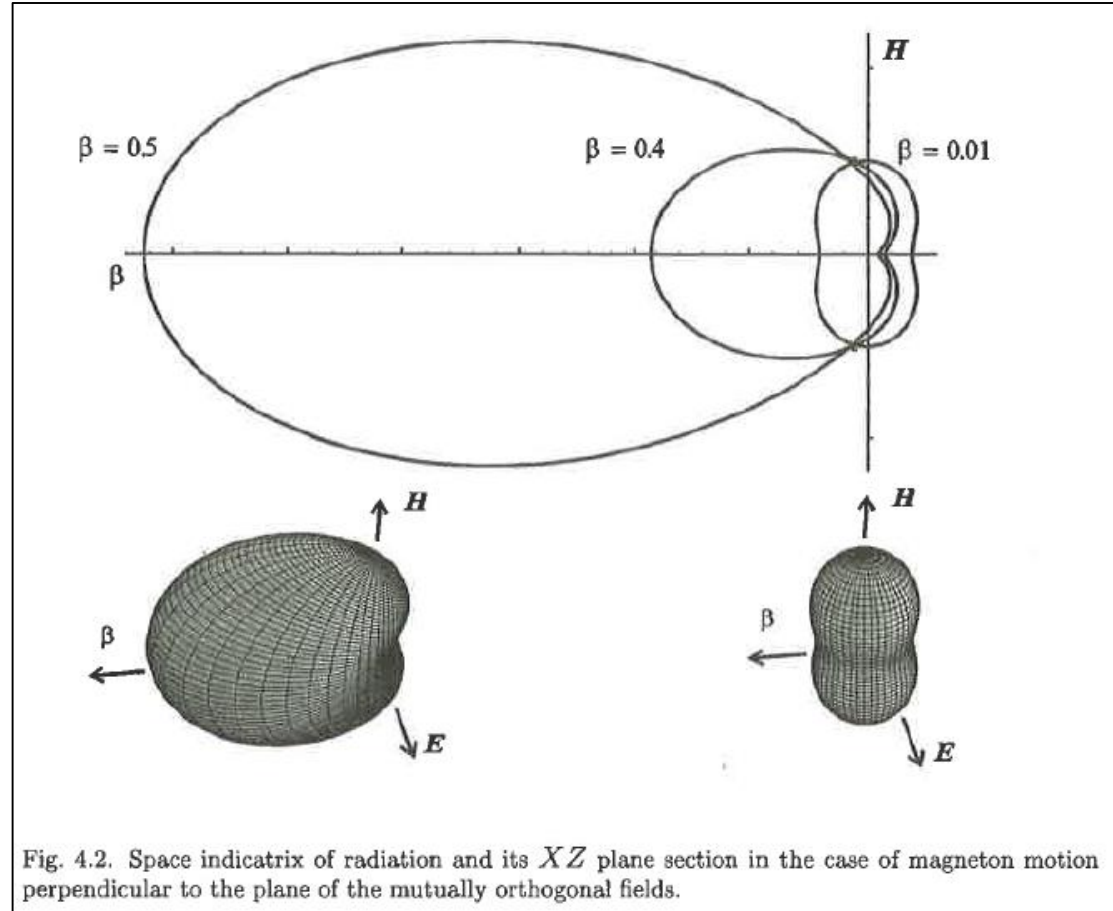 H
β = 0.5
β = 0.4
β = 0.01
β
H
H
β
β
E
E
Fig. 4.2. Space indicatrix of radiation and its XZ plane section in the case of magneton motion
perpendicular to the plane of the mutually orthogonal fields.